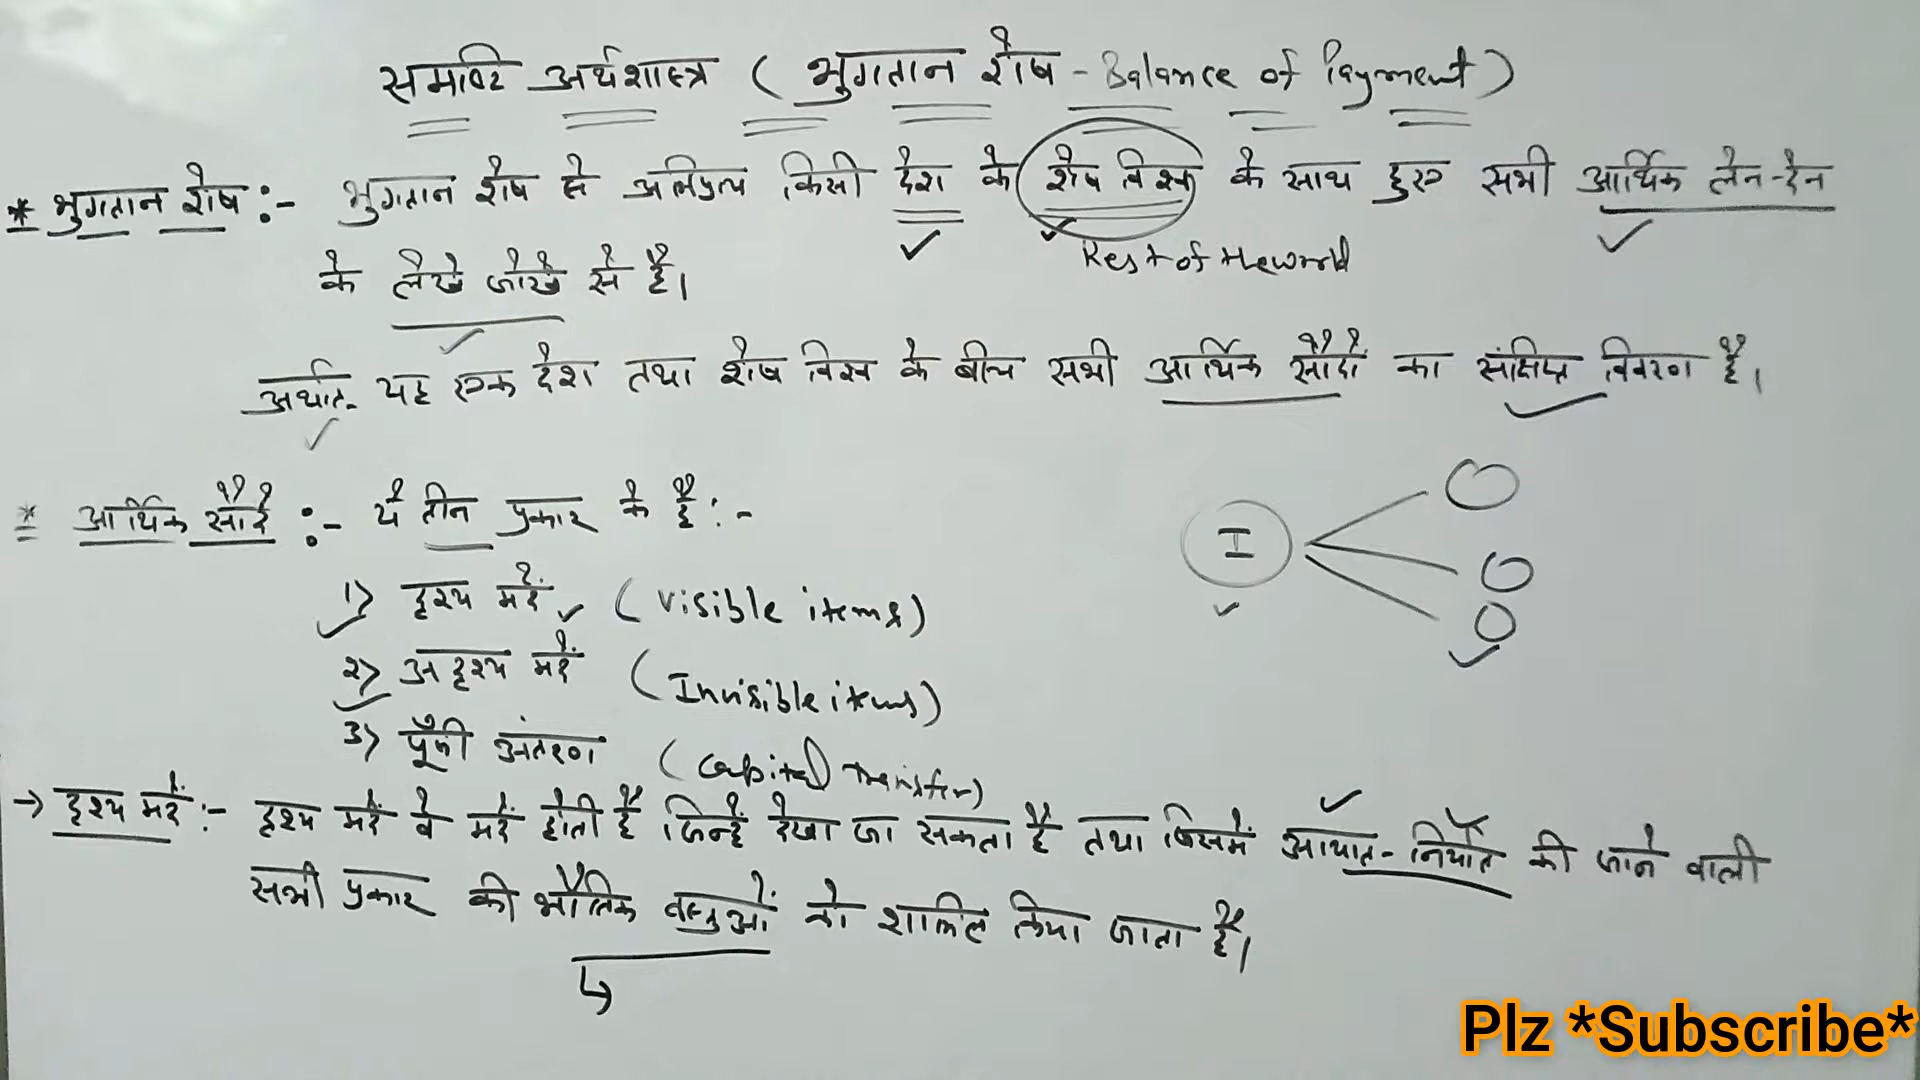 समष्टि अर्थशास्त्र ( भुगतान शेष - Balance of Payment )
* भुगतान शेष :- भुगतान शेष से अभिप्राय किसी देश के शेष विश्व के साथ हुए सभी आर्थिक लेन-देन
Rest of the world
के लेखे जोखे से है।
अर्थात- यह एक देश तथा शेष विश्व के बीच सभी आर्थिक सौदों का संक्षिप्त विवरण है।
* आर्थिक सौदे :- ये तीन प्रकार के हैं :-
I
1) दृश्य मदें ( visible items )
2) अदृश्य मदें ( Invisible items )
3) पूँजी अंतरण ( Capital transfer )
→ दृश्य मदें :- दृश्य मदें वे मदें होती हैं जिन्हें देखा जा सकता है तथा जिसमें आयात-निर्यात की जाने वाली
सभी प्रकार की भौतिक वस्तुओं को शामिल किया जाता है।
Plz *Subscribe*